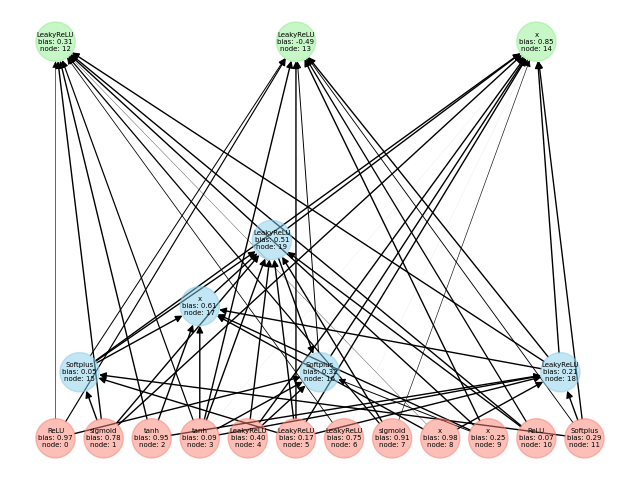 LeakyReLU
bias: 0.31
node: 12
LeakyReLU
bias: -0.49
node: 13
x
bias: 0.85
node: 14
LeakyReLU
bias: 0.51
node: 19
x
bias: 0.61
node: 17
Softplus
bias: 0.05
node: 15
Softplus
bias: 0.32
node: 16
LeakyReLU
bias: 0.21
node: 18
ReLU
bias: 0.97
node: 0
sigmoid
bias: 0.78
node: 1
tanh
bias: 0.95
node: 2
tanh
bias: 0.09
node: 3
LeakyReLU
bias: 0.40
node: 4
LeakyReLU
bias: 0.17
node: 5
LeakyReLU
bias: 0.75
node: 6
sigmoid
bias: 0.91
node: 7
x
bias: 0.98
node: 8
x
bias: 0.25
node: 9
ReLU
bias: 0.07
node: 10
Softplus
bias: 0.29
node: 11